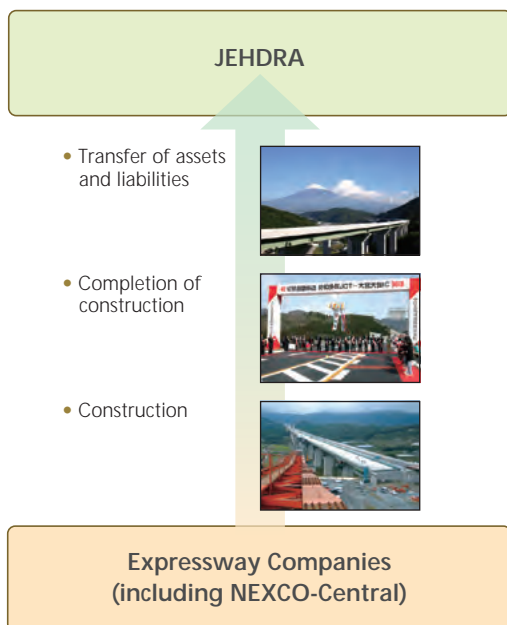 JEHDRA
• Transfer of assets
and liabilities
• Completion of
construction
• Construction
Expressway Companies
(including NEXCO-Central)